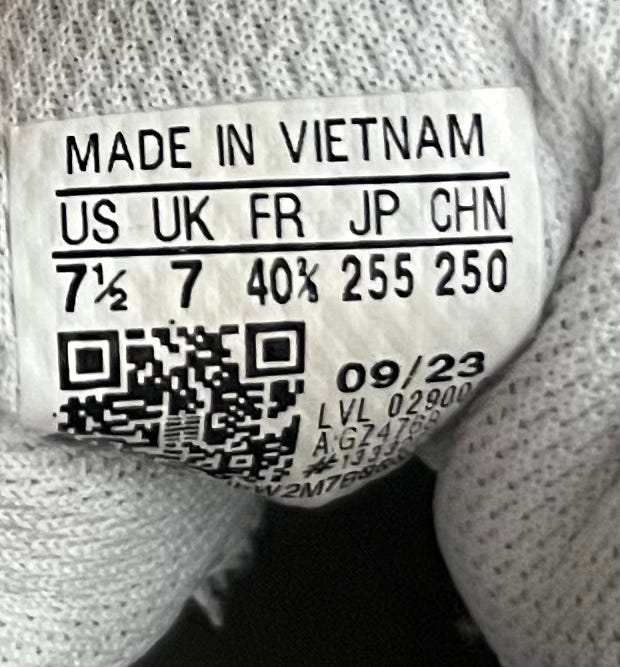 MADE IN VIETNAM
US UK FR JP CHN
7½ 7 40⅔ 255 250
09/23
LVL 02900